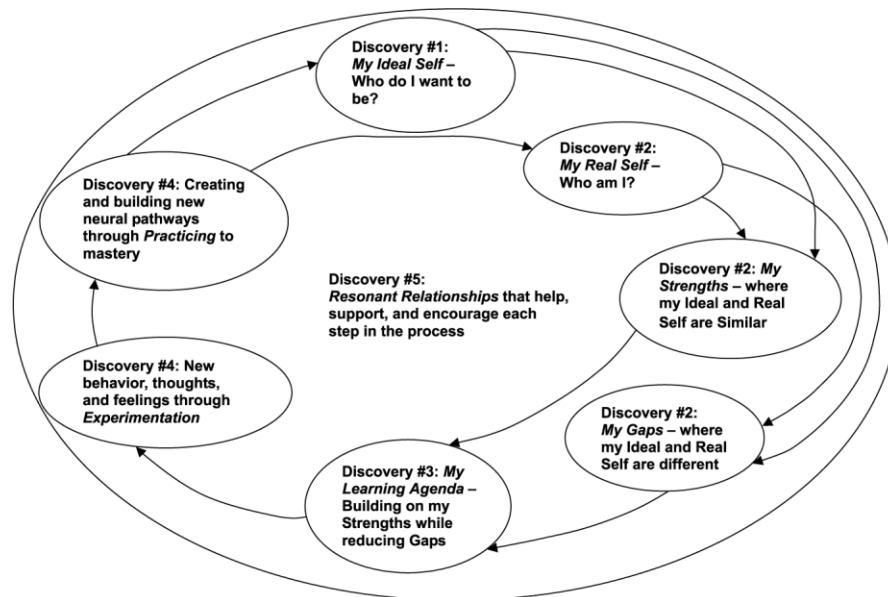 Discovery #1:
My Ideal Self –
Who do I want to
be?
Discovery #2:
My Real Self –
Who am I?
Discovery #4: Creating
and building new
neural pathways
through Practicing to
mastery
Discovery #5:
Resonant Relationships that help,
support, and encourage each
step in the process
Discovery #2: My
Strengths – where
my Ideal and Real
Self are Similar
Discovery #4: New
behavior, thoughts,
and feelings through
Experimentation
Discovery #2:
My Gaps – where
my Ideal and Real
Self are different
Discovery #3: My
Learning Agenda –
Building on my
Strengths while
reducing Gaps